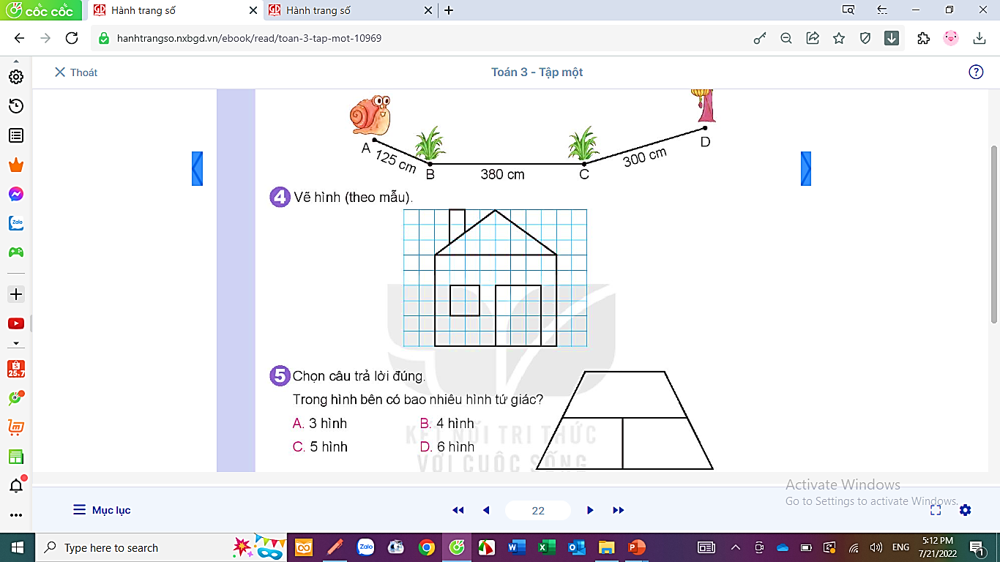 cốc cốc
Hành trang số
Hành trang số
hanhtrangso.nxbgd.vn/ebook/read/toan-3-tap-mot-10969
Thoát
Toán 3 - Tập một
A
125 cm
B
380 cm
C
300 cm
D
4 Vẽ hình (theo mẫu).
5 Chọn câu trả lời đúng.
Trong hình bên có bao nhiêu hình tứ giác?
A. 3 hình
B. 4 hình
C. 5 hình
D. 6 hình
KẾT NỐI TRI THỨC
VỚI CUỘC SỐNG
Zalo
25.7
Activate Windows
Go to Settings to activate Windows.
Mục lục
22
Type here to search
Zalo
ENG
5:12 PM
7/21/2022
1